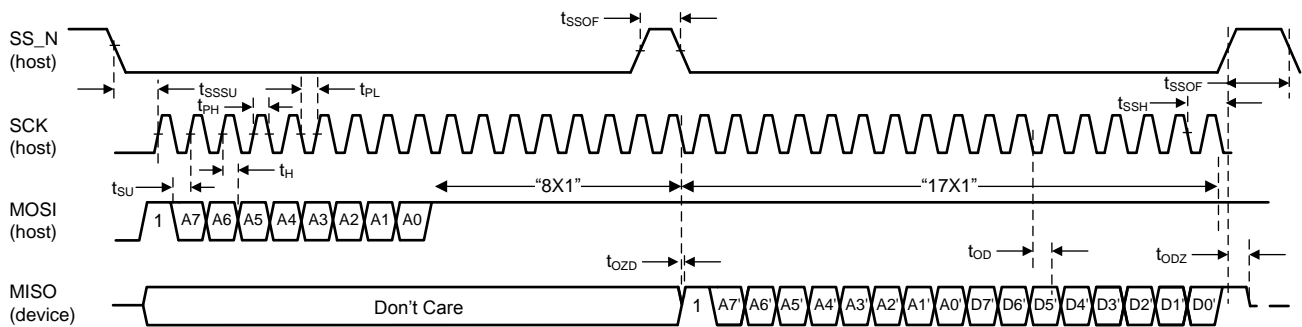 SS_N
(host)
tSSOF
tSSSU
tPH
tPL
tSSH
tSSOF
SCK
(host)
tSU
tH
"8X1"
"17X1"
MOSI
(host)
1 A7 A6 A5 A4 A3 A2 A1 A0
tOZD
tOD
tODZ
MISO
(device)
Don't Care
1 A7' A6' A5' A4' A3' A2' A1' A0' D7' D6' D5' D4' D3' D2' D1' D0'